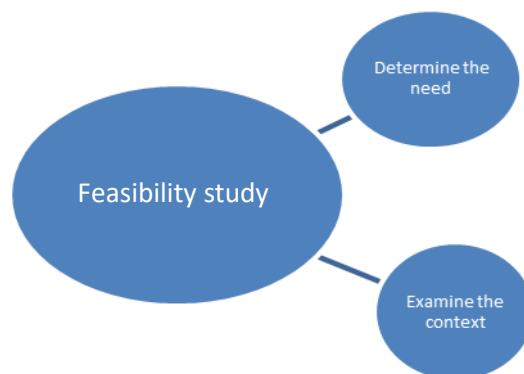 Determine the
need
Feasibility study
Examine the
context